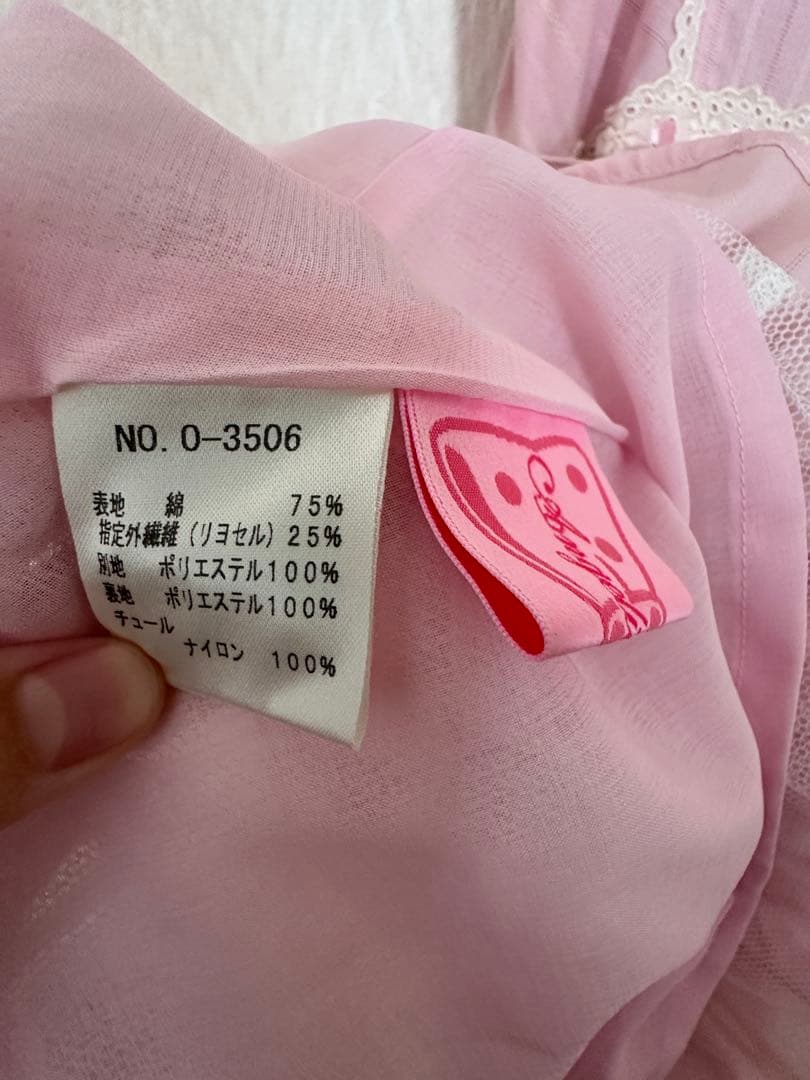 NO. 0-3506
表地 綿 75%
指定外繊維(リヨセル)25%
別地 ポリエステル100%
裏地 ポリエステル100%
チュール
ナイロン 100%